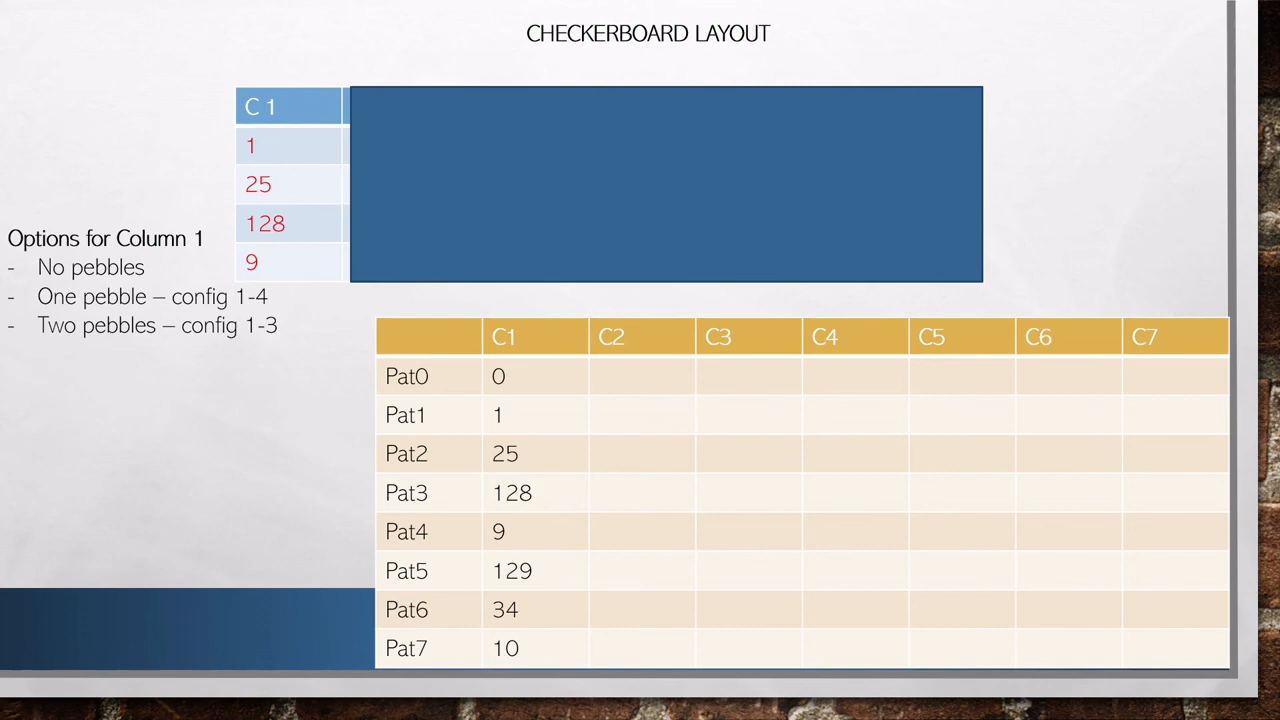 CHECKERBOARD LAYOUT
C 1
1
25
128
9
Options for Column 1
- No pebbles
- One pebble – config 1-4
- Two pebbles – config 1-3
C1 C2 C3 C4 C5 C6 C7
Pat0 0
Pat1 1
Pat2 25
Pat3 128
Pat4 9
Pat5 129
Pat6 34
Pat7 10